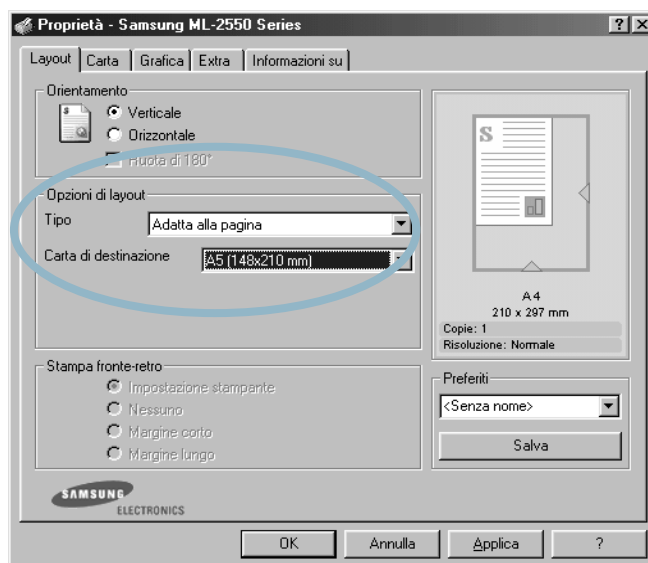 Proprietà - Samsung ML-2550 Series
? X
Layout Carta Grafica Extra Informazioni su
Orientamento
Verticale
Orizzontale
Ruota di 180°
Opzioni di layout
Tipo Adatta alla pagina
Carta di destinazione A5 (148x210 mm)
S
S
A4
210 x 297 mm
Copie: 1
Risoluzione: Normale
Stampa fronte-retro
Impostazione stampante
Nessuno
Margine corto
Margine lungo
Preferiti
<Senza nome>
Salva
SAMSUNG
ELECTRONICS
OK Annulla Applica ?